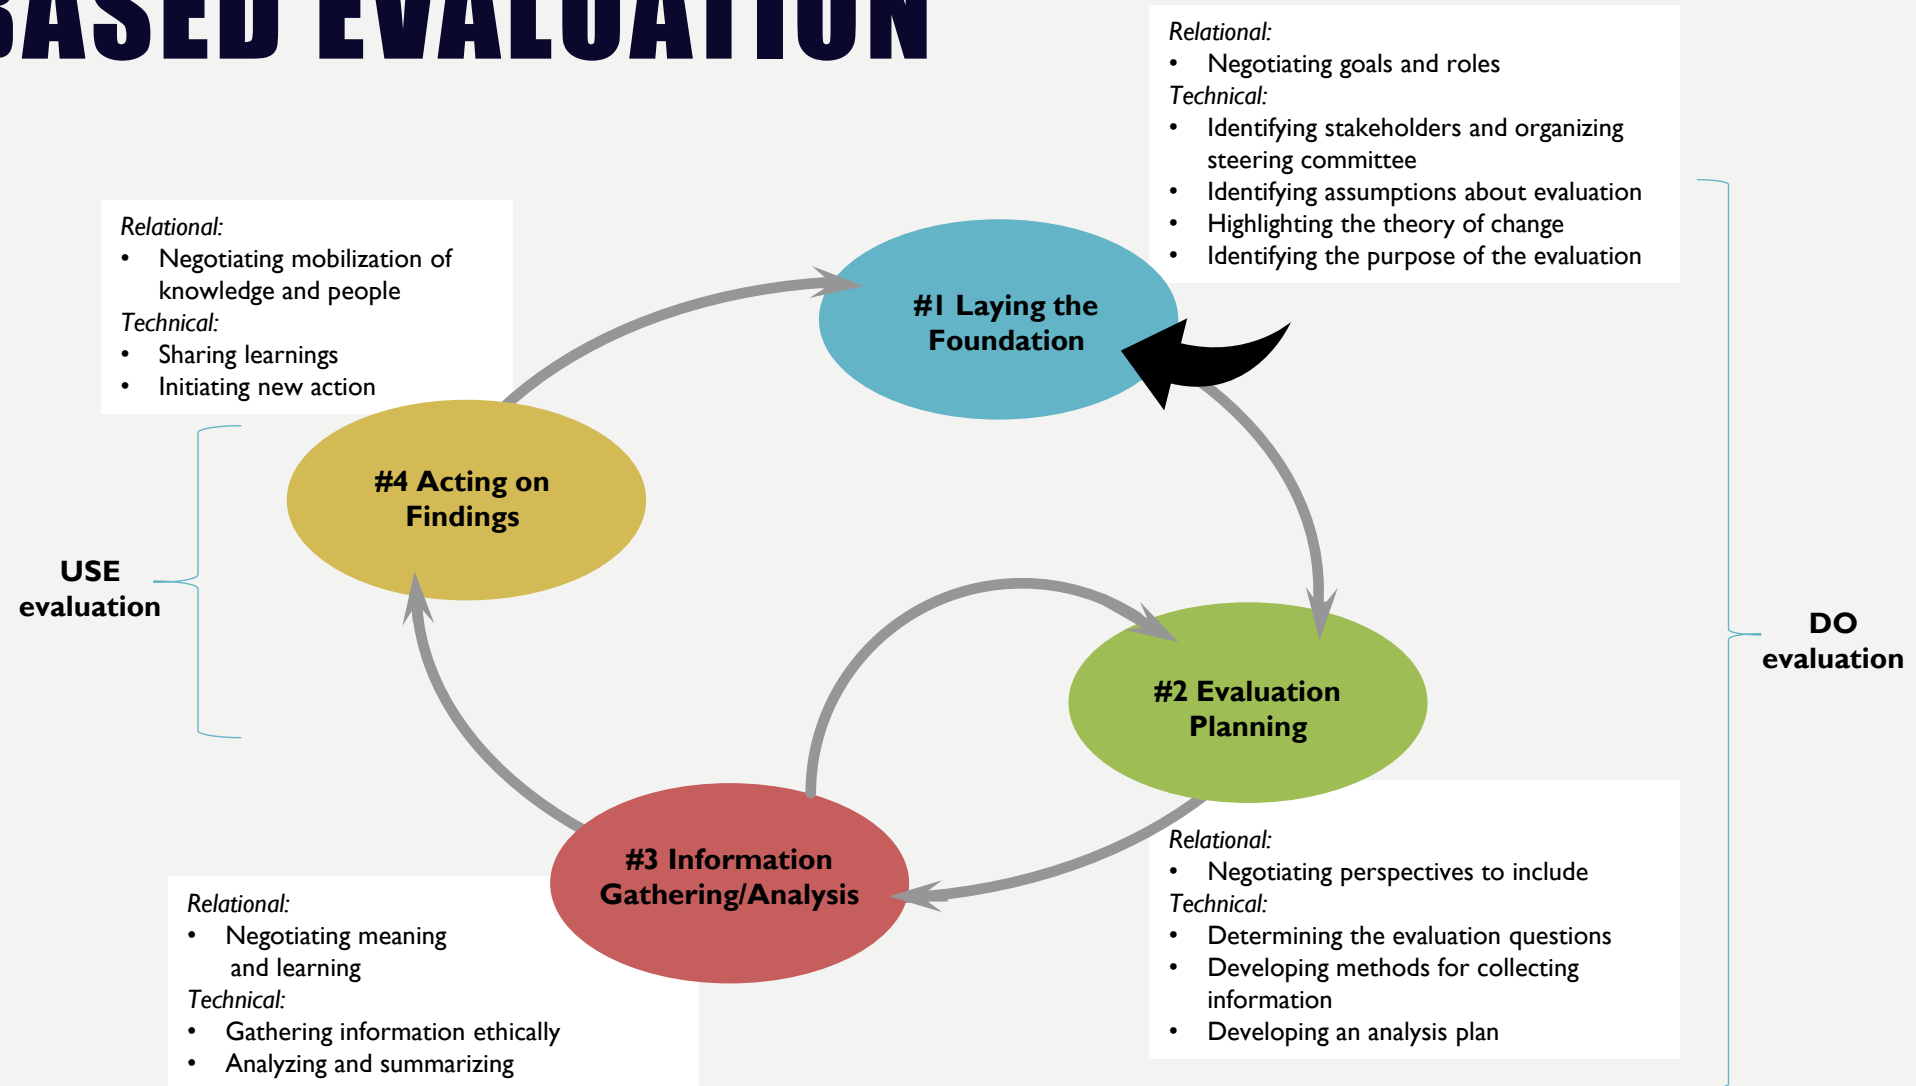 BASED EVALUATION
Relational:
• Negotiating goals and roles
Technical:
• Identifying stakeholders and organizing
steering committee
• Identifying assumptions about evaluation
• Highlighting the theory of change
• Identifying the purpose of the evaluation
Relational:
• Negotiating mobilization of
knowledge and people
Technical:
• Sharing learnings
• Initiating new action
#1 Laying the
Foundation
#4 Acting on
Findings
USE
evaluation
DO
evaluation
#2 Evaluation
Planning
#3 Information
Gathering/Analysis
Relational:
• Negotiating perspectives to include
Technical:
• Determining the evaluation questions
• Developing methods for collecting
information
• Developing an analysis plan
Relational:
• Negotiating meaning
and learning
Technical:
• Gathering information ethically
• Analyzing and summarizing